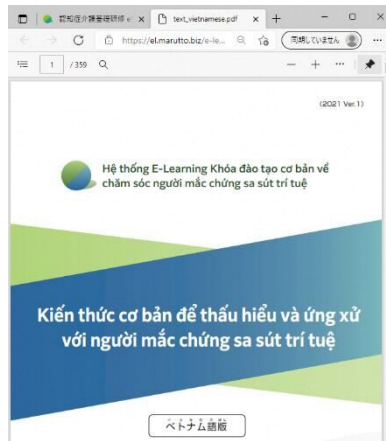 認知症介護基礎研修 e
text_vietnamese.pdf
https://el.marutto.biz/e-le...
同期していません
1 / 359
(2021 Ver.1)
Hệ thống E-Learning Khóa đào tạo cơ bản về
chăm sóc người mắc chứng sa sút trí tuệ
Kiến thức cơ bản để thấu hiểu và ứng xử
với người mắc chứng sa sút trí tuệ
ベトナム語版